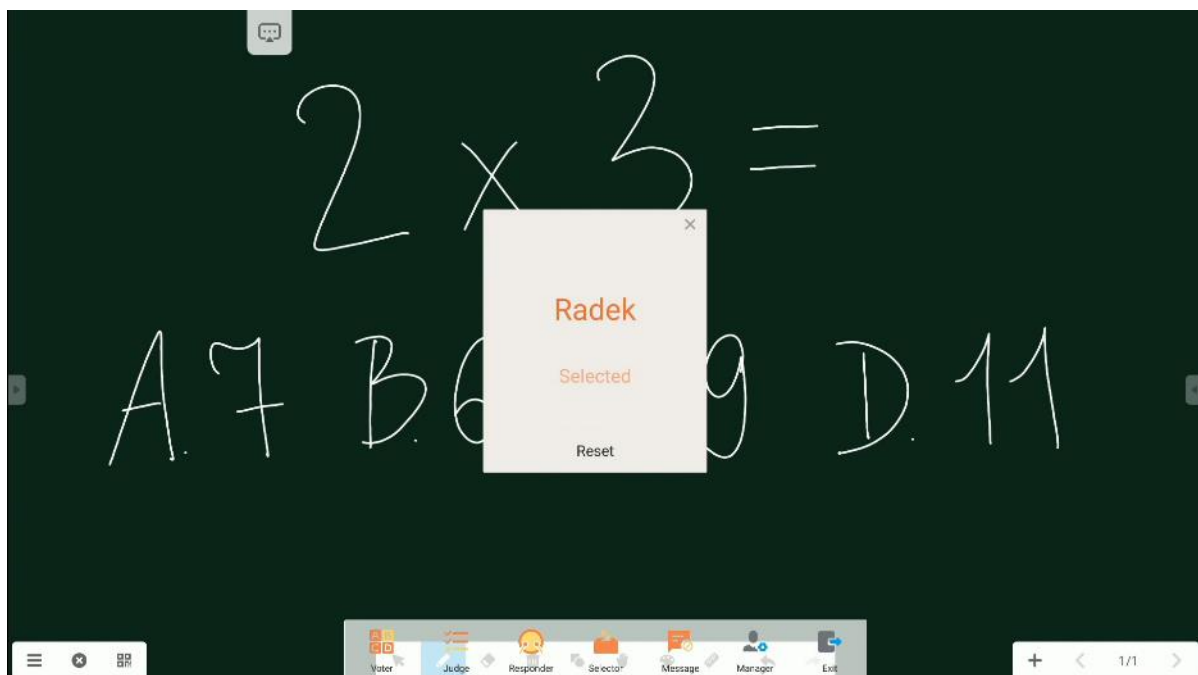 2 x 3 =
Radek
Selected
Reset
A. 7 B. 6 9 D. 11
Voter Judge Responder Selector Message Manager Exit
1/1